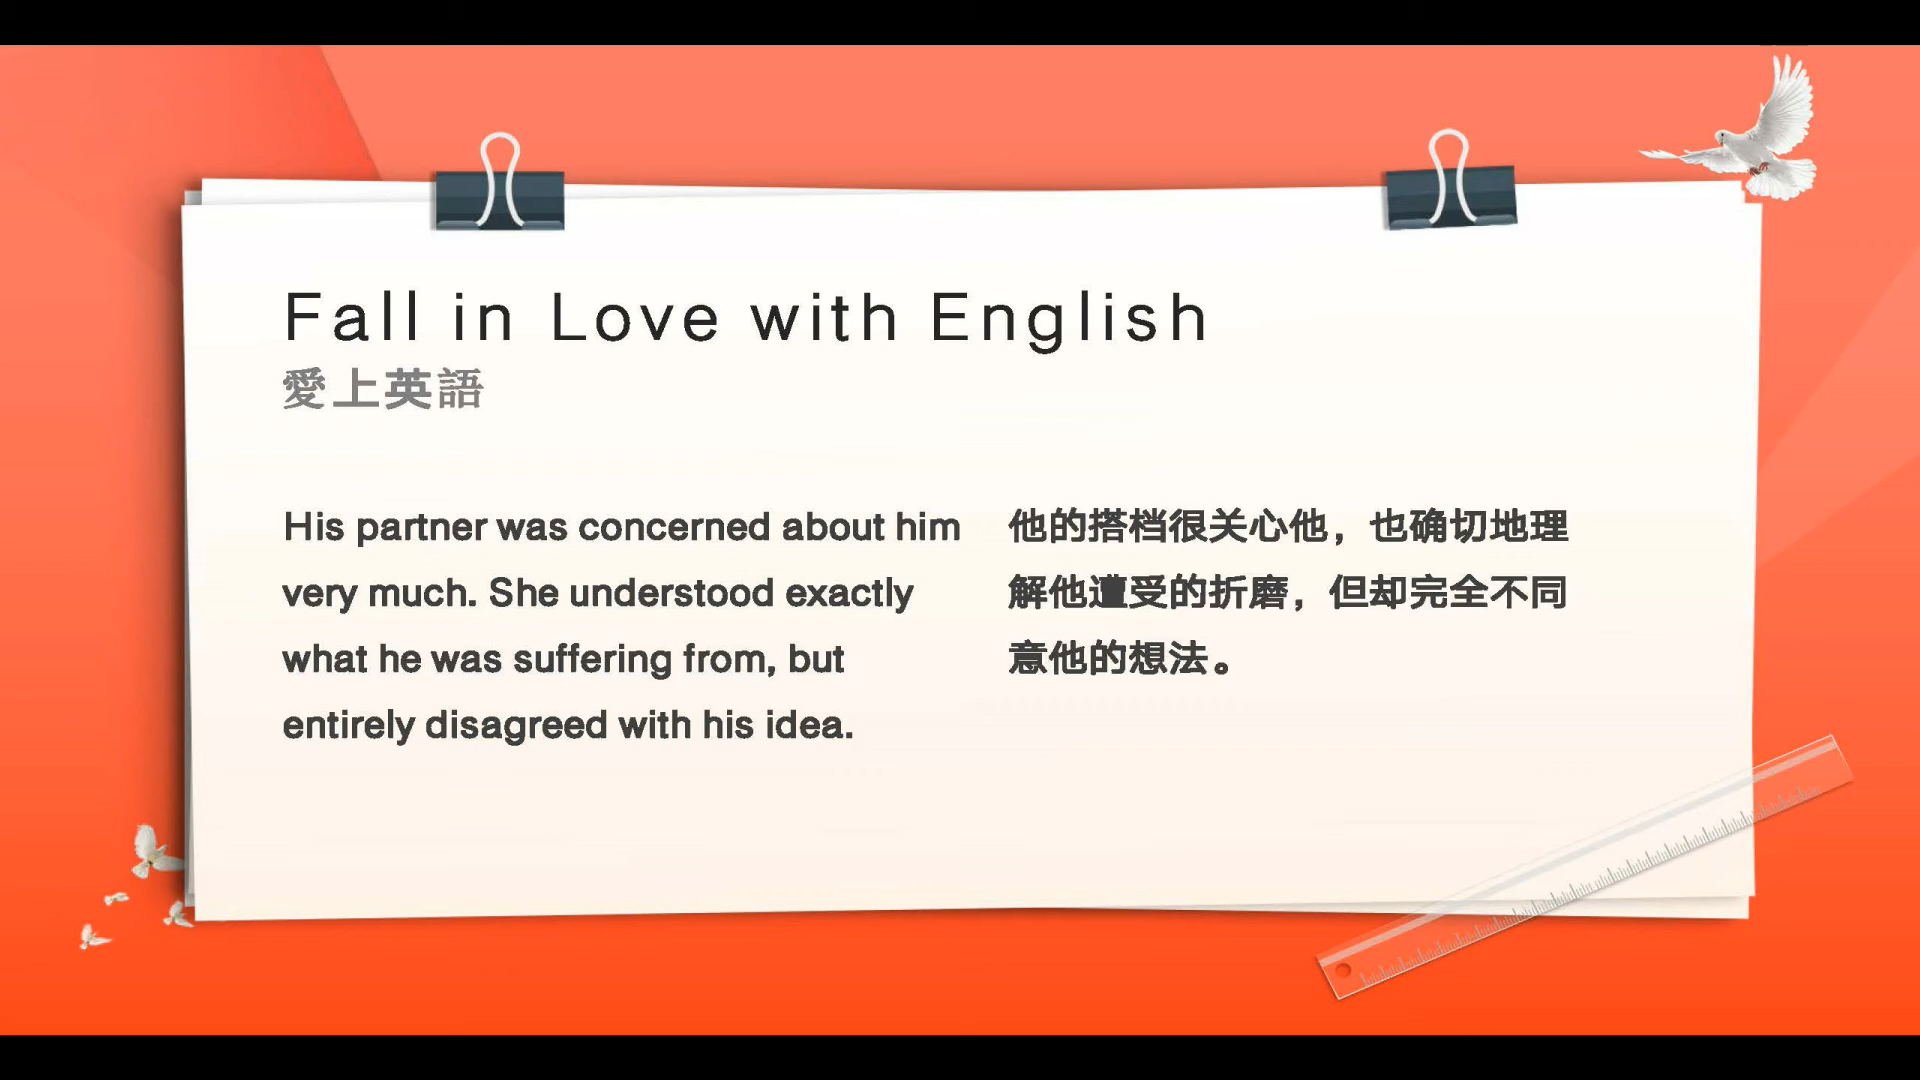 Fall in Love with English
愛上英語
His partner was concerned about him
very much. She understood exactly
what he was suffering from, but
entirely disagreed with his idea.
他的搭档很关心他，也确切地理
解他遭受的折磨，但却完全不同
意他的想法。